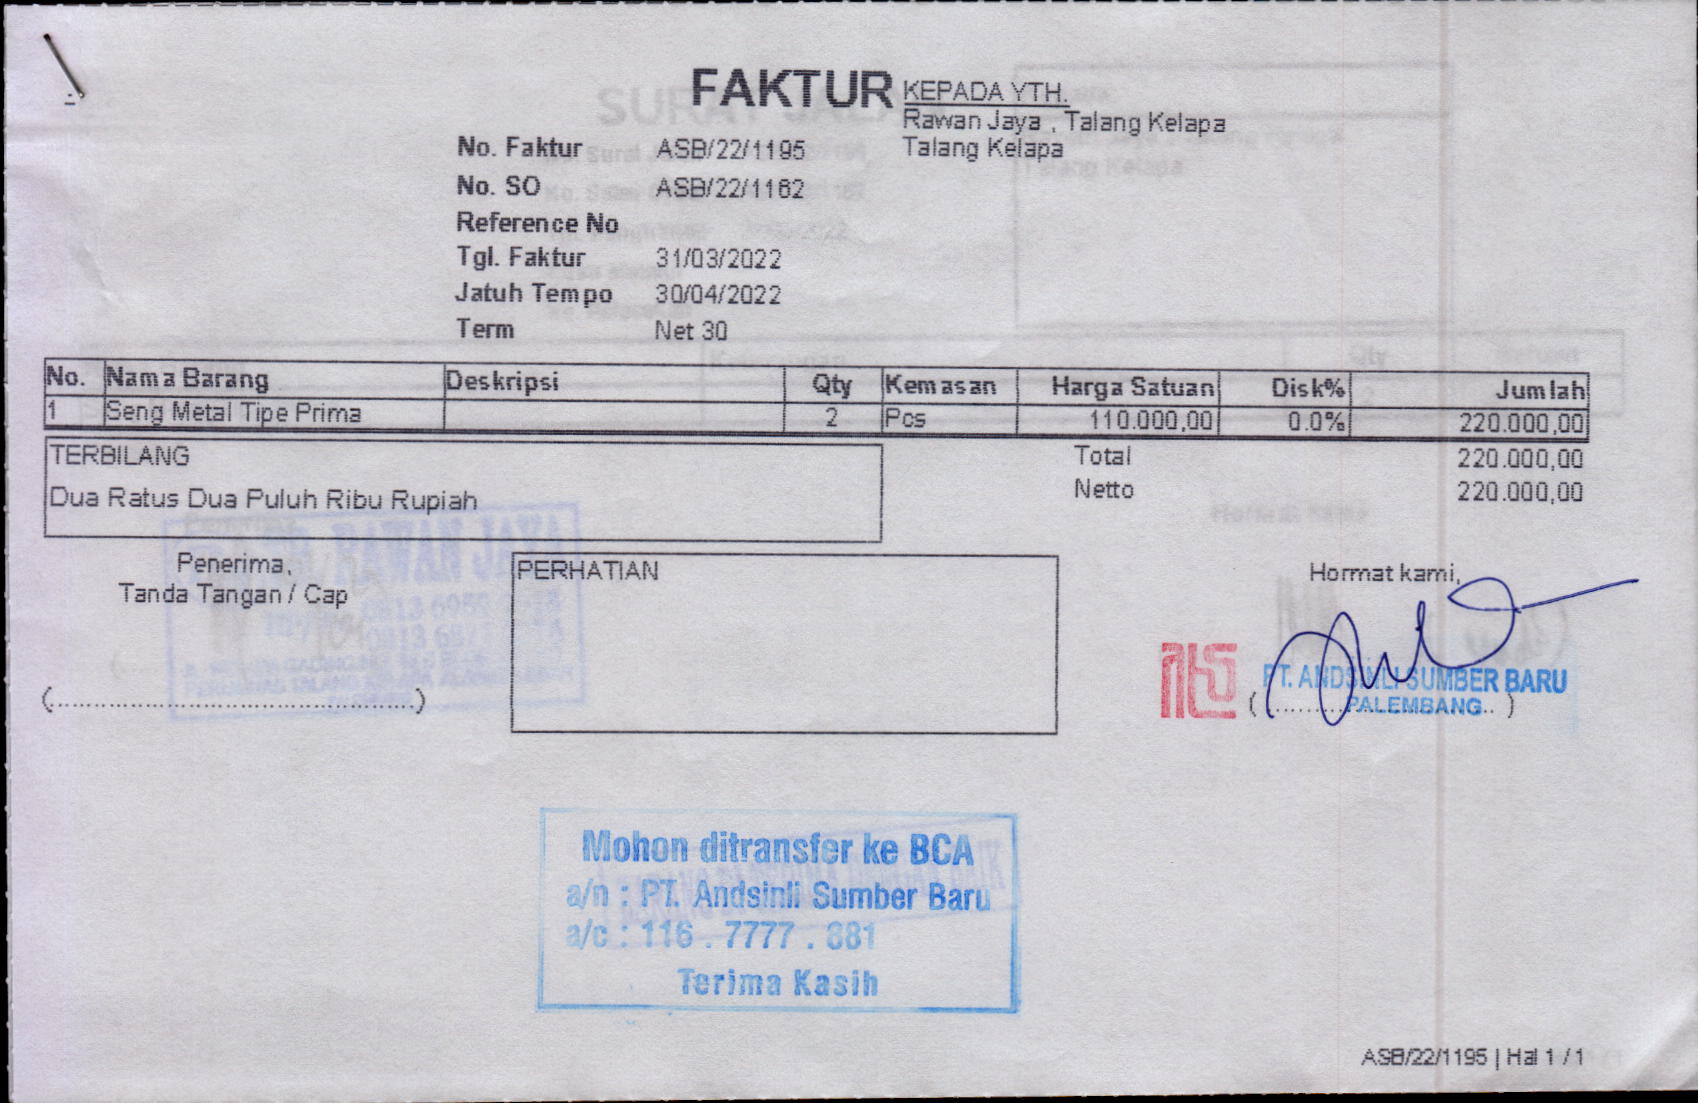 FAKTUR
KEPADA YTH.
Rawan Jaya , Talang Kelapa
Talang Kelapa
No. Faktur ASB/22/1195
No. SO ASB/22/1162
Reference No
Tgl. Faktur 31/03/2022
Jatuh Tempo 30/04/2022
Term Net 30
No. Nama Barang Deskripsi Qty Kemasan Harga Satuan Disk% Jumlah
1 Seng Metal Tipe Prima 2 Pcs 110.000,00 0.0% 220.000,00
TERBILANG
Dua Ratus Dua Puluh Ribu Rupiah
Total 220.000,00
Netto 220.000,00
Penerima,
Tanda Tangan / Cap
(................................................)
PERHATIAN
Hormat kami,
PT. ANDSINLI SUMBER BARU
PALEMBANG
Mohon ditransfer ke BCA
a/n : PT. Andsinli Sumber Baru
a/c : 116 . 7777 . 881
Terima Kasih
ASB/22/1195 | Hal 1 / 1